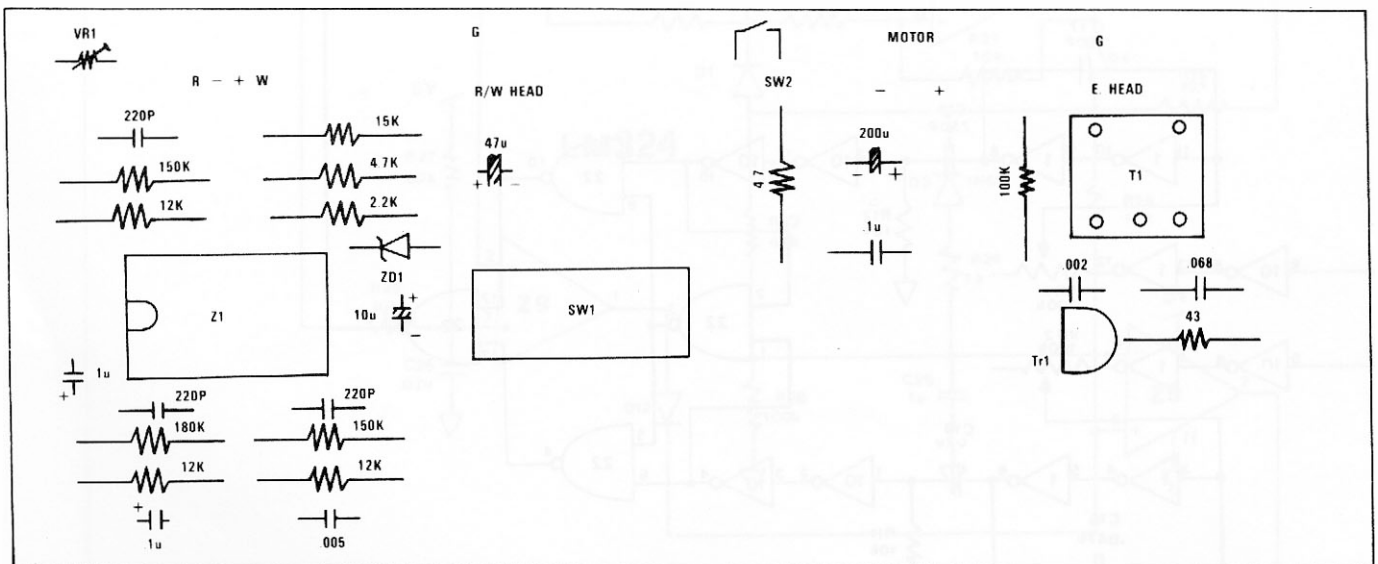 VR1
G
MOTOR
G
R - + W
SW2
R/W HEAD
- +
E. HEAD
220P
15K
47u
200u
150K
4.7K
+ -
47
- +
100K
T1
12K
2.2K
.1u
ZD1
.002
.068
Z1
10u
+
-
SW1
43
Tr1
1u
+
220P
220P
180K
150K
12K
12K
+
.1u
.005